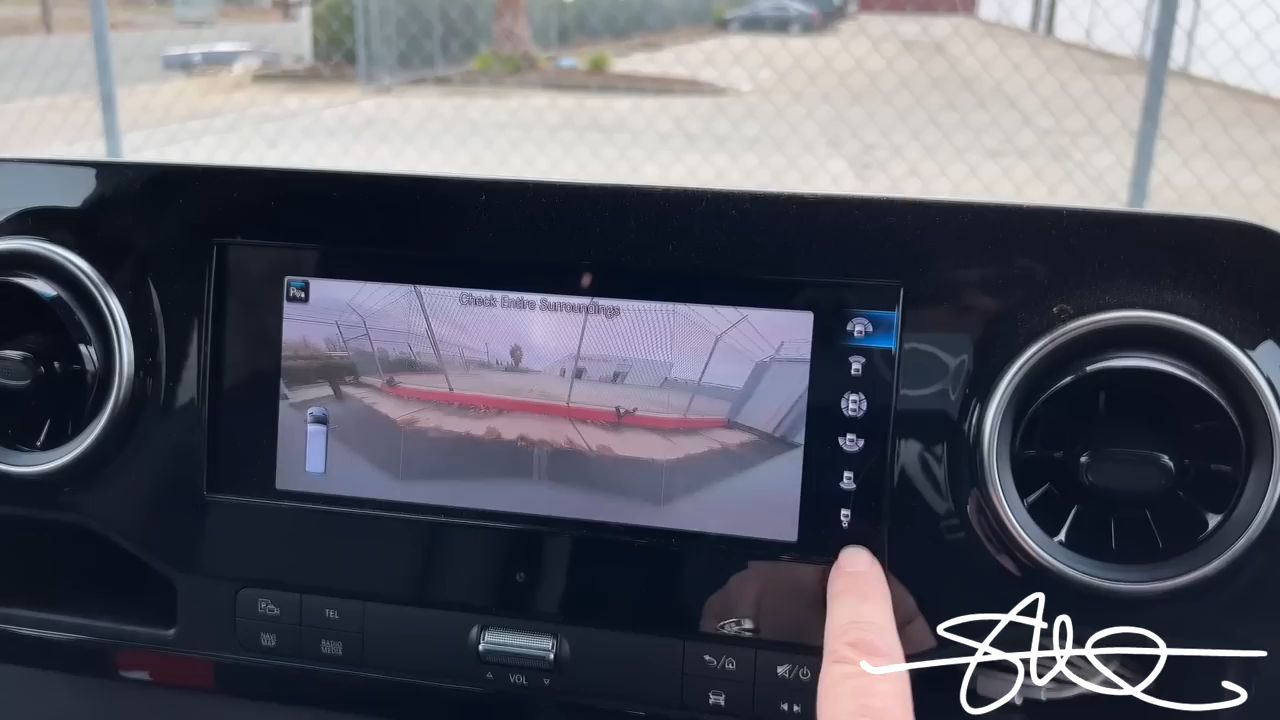 Check Entire Surroundings
P
TEL
NAVI
MAP
RADIO
MEDIA
VOL